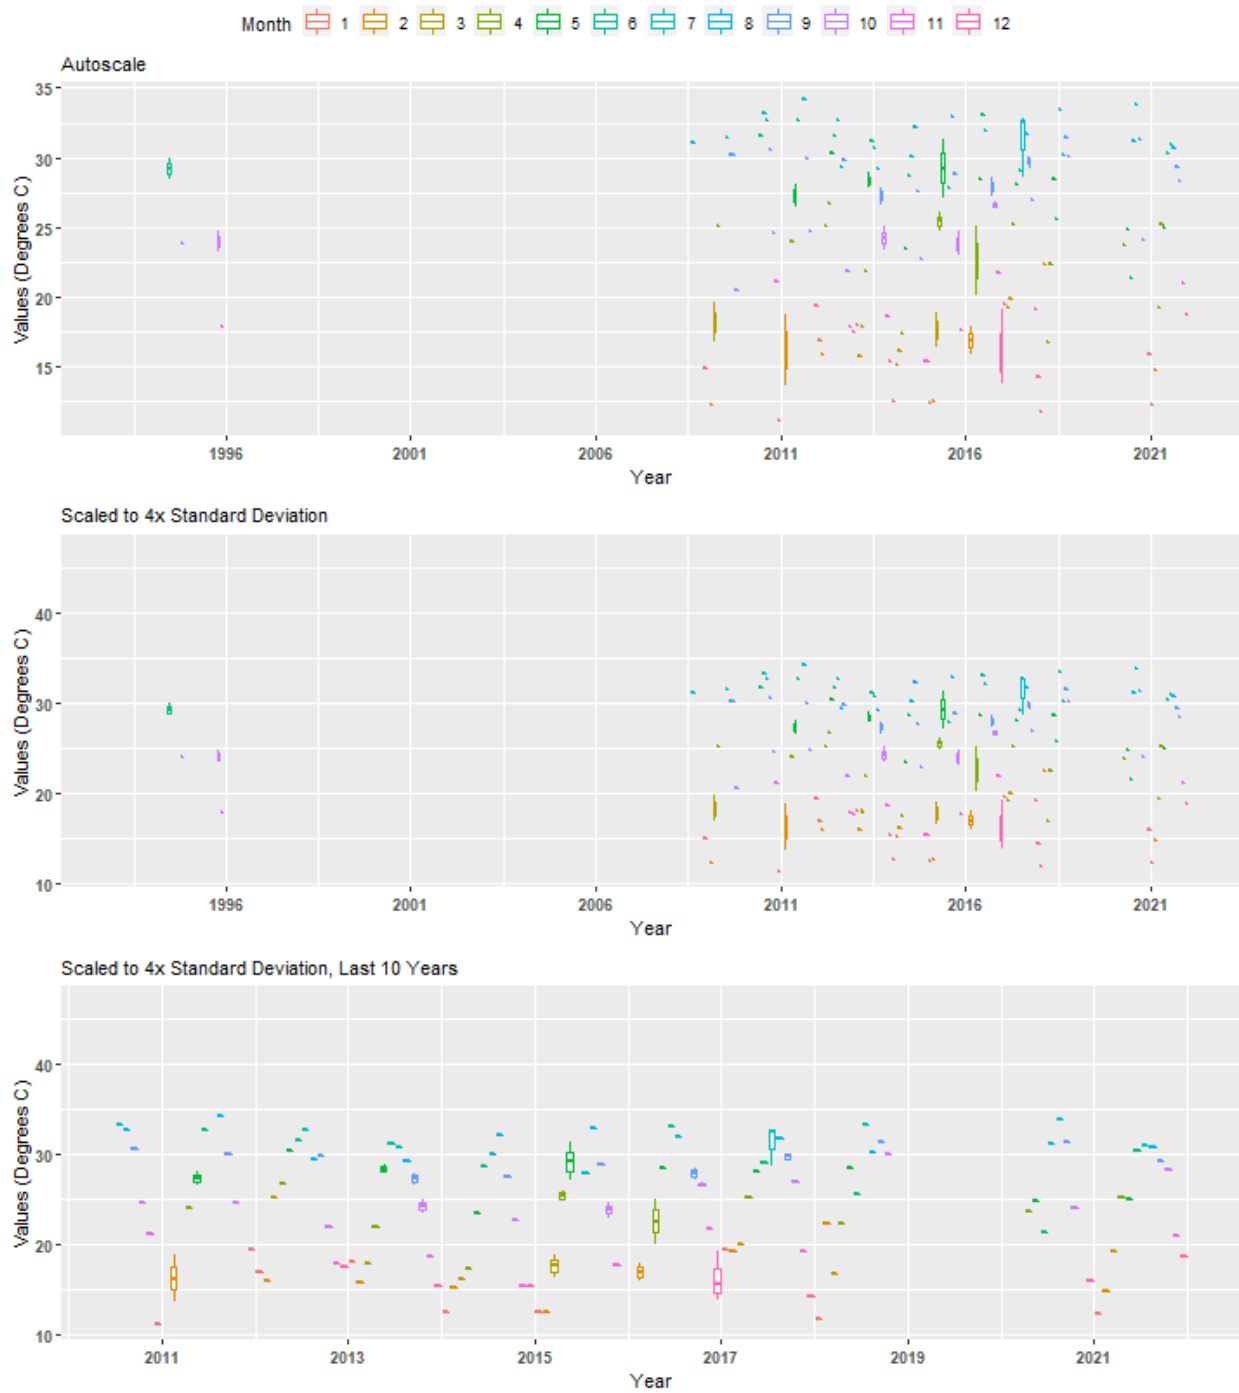 Month 1 2 3 4 5 6 7 8 9 10 11 12
Autoscale
35
30
25
20
15
Values (Degrees C)
1996 2001 2006 2011 2016 2021
Year
Scaled to 4x Standard Deviation
40
30
20
10
Values (Degrees C)
1996 2001 2006 2011 2016 2021
Year
Scaled to 4x Standard Deviation, Last 10 Years
40
30
20
10
Values (Degrees C)
2011 2013 2015 2017 2019 2021
Year